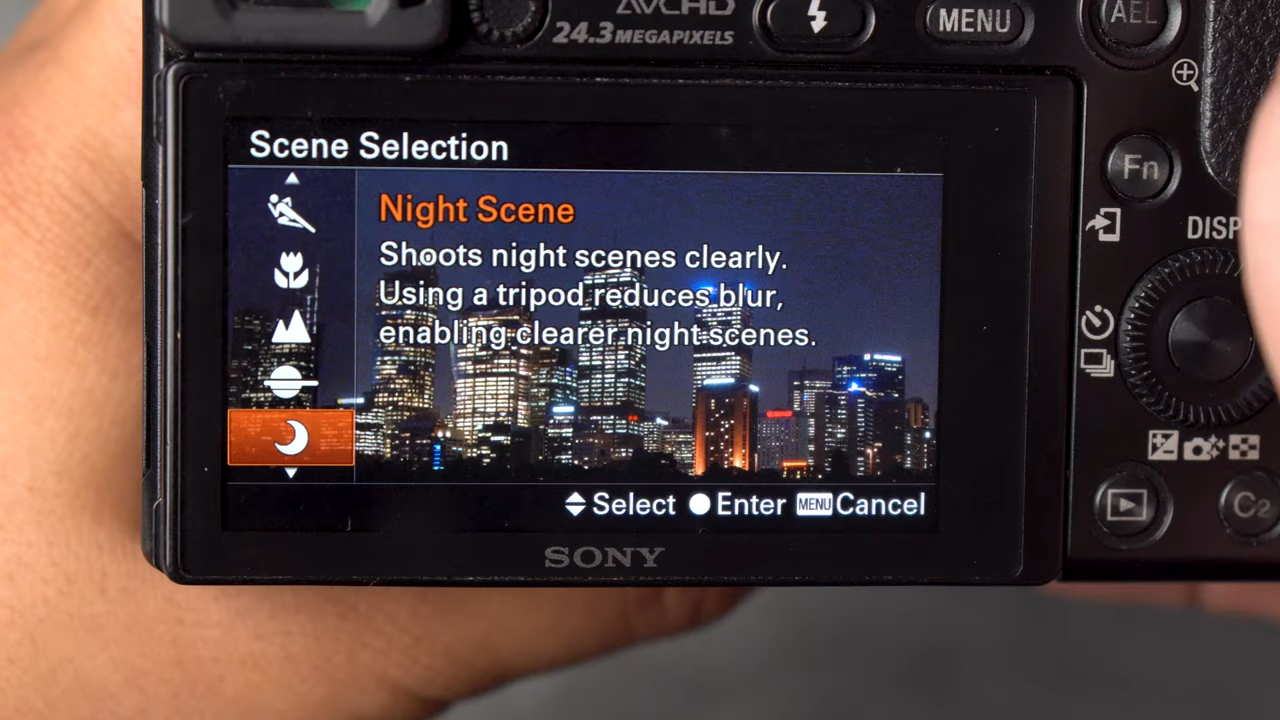 AVCHD
24.3 MEGAPIXELS
MENU
AEL
Scene Selection
Fn
Night Scene
DISP
Shoots night scenes clearly.
Using a tripod reduces blur,
enabling clearer night scenes.
Select Enter MENU Cancel
C2
SONY